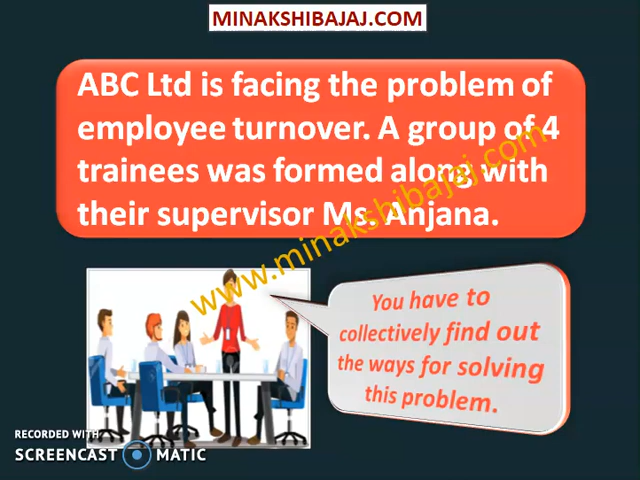 MINAKSHIBAJAJ.COM
ABC Ltd is facing the problem of
employee turnover. A group of 4
trainees was formed along with
their supervisor Ms. Anjana.
www.minakshibajaj.com
You have to
collectively find out
the ways for solving
this problem.
RECORDED WITH
SCREENCAST MATIC